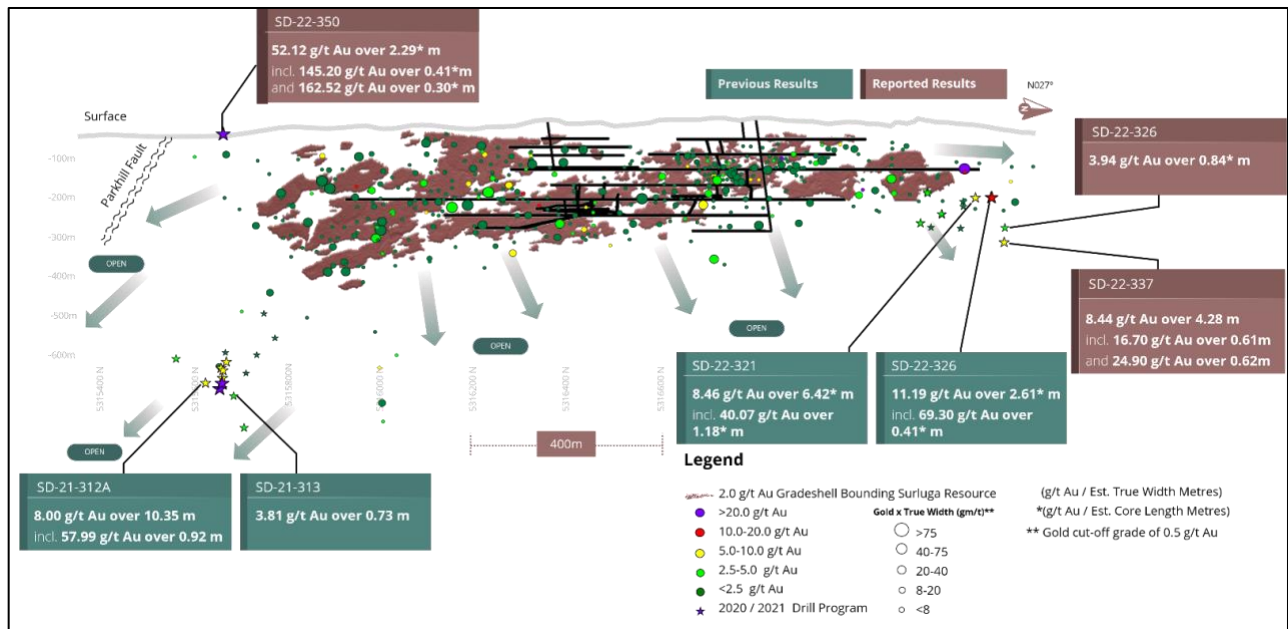 SD-22-350
52.12 g/t Au over 2.29* m
incl. 145.20 g/t Au over 0.41*m
and 162.52 g/t Au over 0.30* m
Previous Results
Reported Results
N027°
N
Surface
Parkhill Fault
-100m
-200m
-300m
-400m
-500m
-600m
SD-22-326
3.94 g/t Au over 0.84* m
OPEN
SD-22-337
8.44 g/t Au over 4.28 m
incl. 16.70 g/t Au over 0.61m
and 24.90 g/t Au over 0.62m
OPEN
OPEN
SD-22-321
8.46 g/t Au over 6.42* m
incl. 40.07 g/t Au over
1.18* m
SD-22-326
11.19 g/t Au over 2.61* m
incl. 69.30 g/t Au over
0.41* m
5315400 N
5315800N
5316000 N
5316200 N
5316400 N
5316600 N
400m
OPEN
SD-21-312A
8.00 g/t Au over 10.35 m
incl. 57.99 g/t Au over 0.92 m
SD-21-313
3.81 g/t Au over 0.73 m
Legend
2.0 g/t Au Gradeshell Bounding Surluga Resource
>20.0 g/t Au
10.0-20.0 g/t Au
5.0-10.0 g/t Au
2.5-5.0 g/t Au
<2.5 g/t Au
2020 / 2021 Drill Program
Gold x True Width (gm/t)**
>75
40-75
20-40
8-20
<8
(g/t Au / Est. True Width Metres)
*(g/t Au / Est. Core Length Metres)
** Gold cut-off grade of 0.5 g/t Au